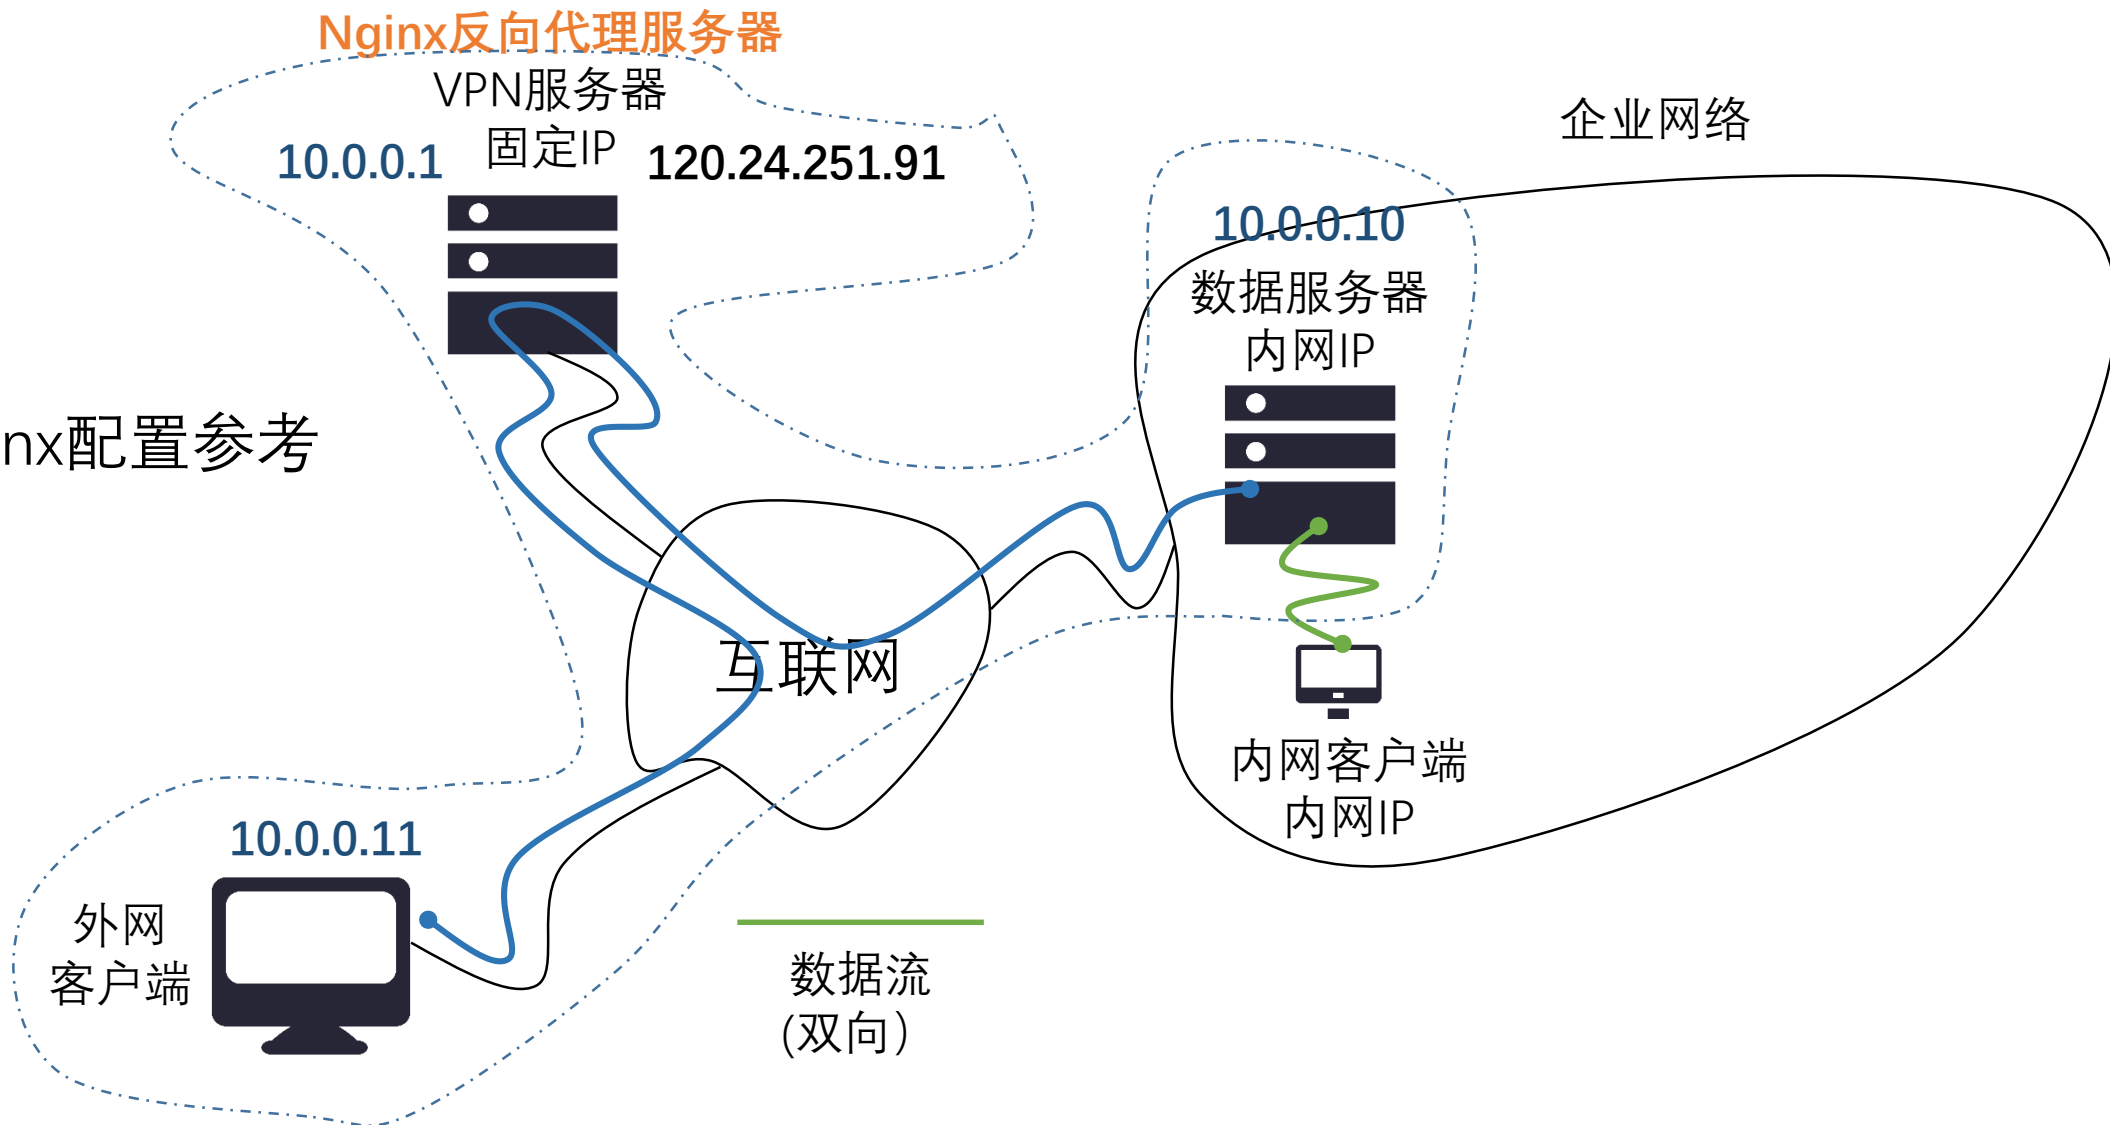 Nginx反向代理服务器
VPN服务器
固定IP
10.0.0.1
120.24.251.91
企业网络
10.0.0.10
数据服务器
内网IP
nx配置参考
互联网
内网客户端
内网IP
10.0.0.11
外网
客户端
数据流
(双向）